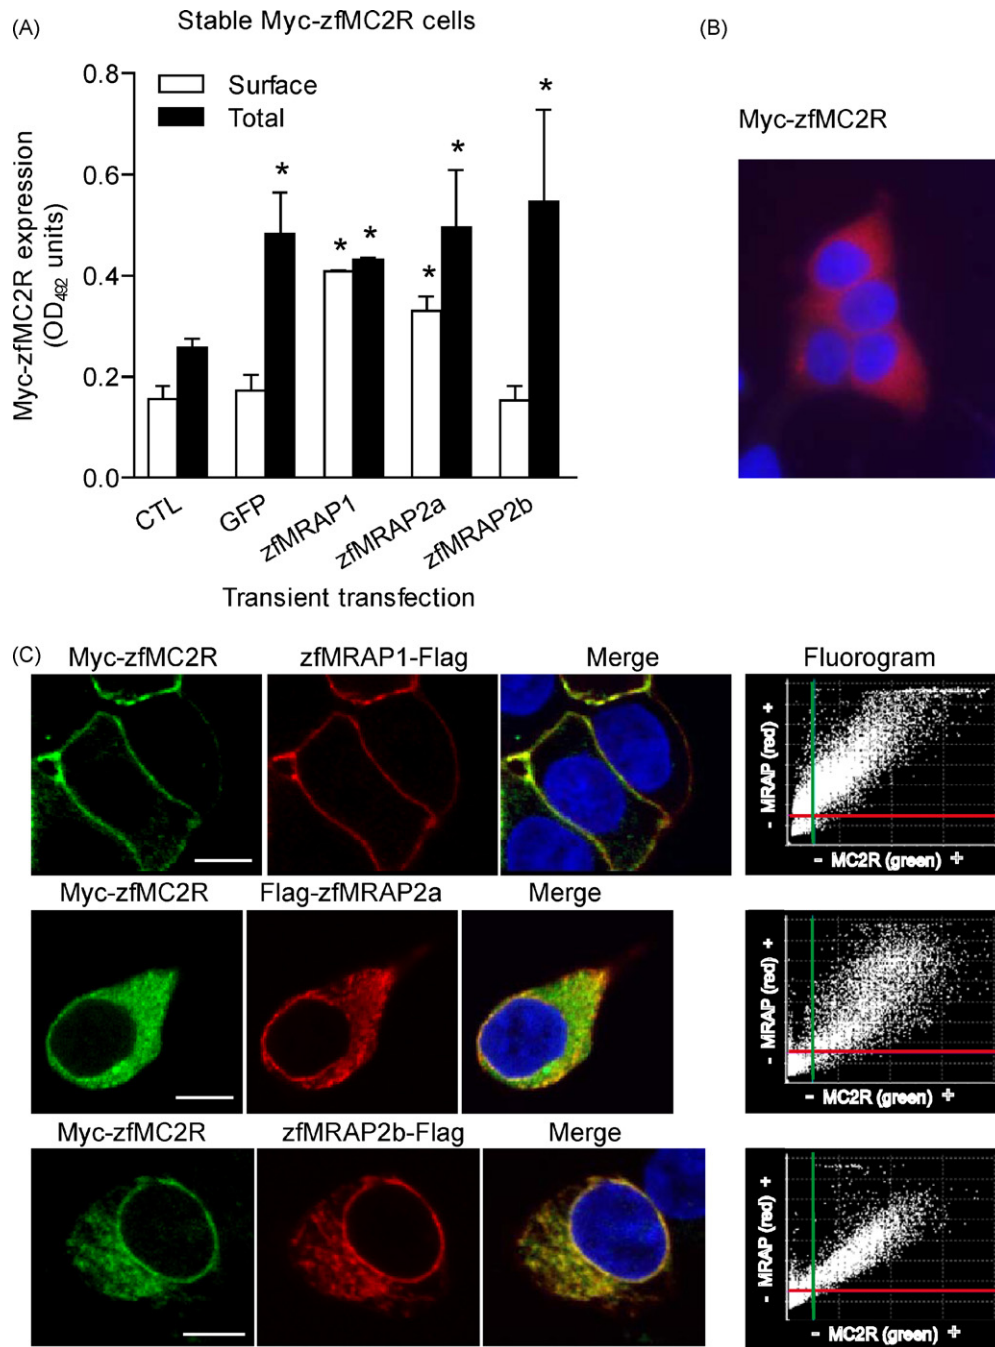 (A)
Stable Myc-zfMC2R cells
Surface
Total
Myc-zfMC2R expression
(OD492 units)
0.8
0.6
0.4
0.2
0.0
*
*
*
*
*
*
CTL
GFP
zfMRAP1
zfMRAP2a
zfMRAP2b
Transient transfection
(B)
Myc-zfMC2R
(C)
Myc-zfMC2R zfMRAP1-Flag Merge Fluorogram
- MRAP (red) +
- MC2R (green) +
Myc-zfMC2R Flag-zfMRAP2a Merge
- MRAP (red) +
- MC2R (green) +
Myc-zfMC2R zfMRAP2b-Flag Merge
- MRAP (red) +
- MC2R (green) +